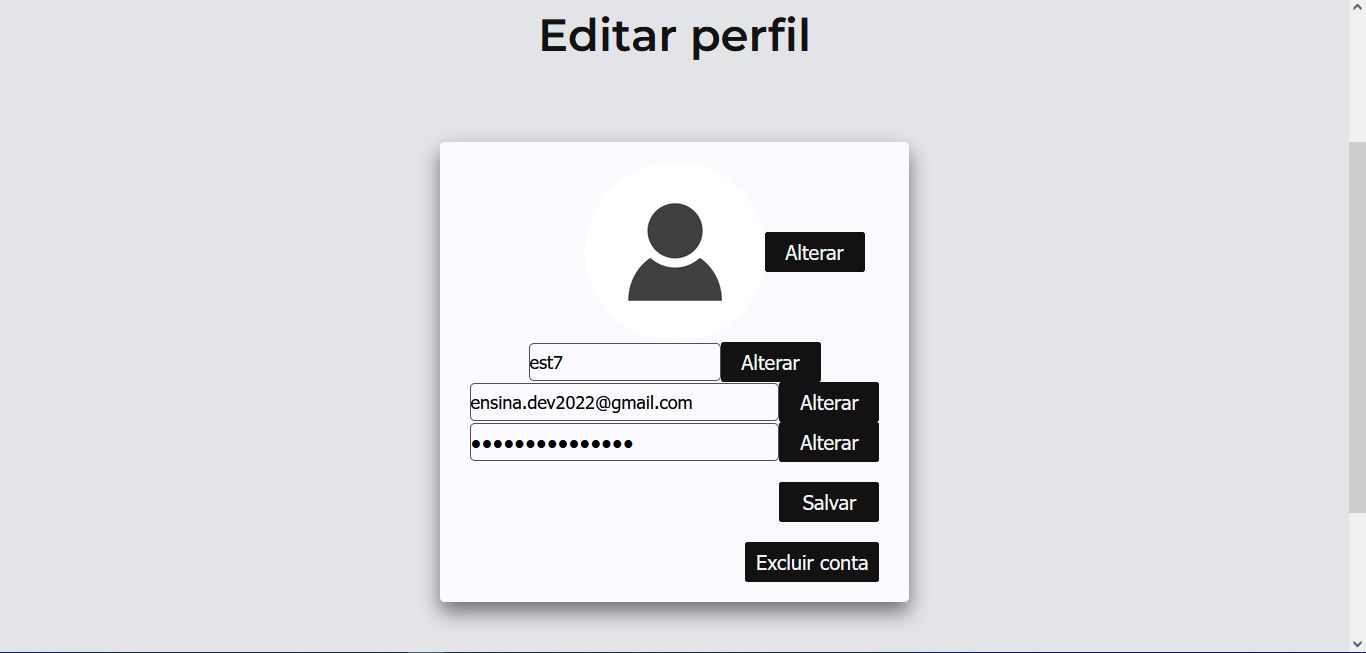 Editar perfil
Alterar
est7 Alterar
ensina.dev2022@gmail.com Alterar
●●●●●●●●●●●●●●● Alterar
Salvar
Excluir conta